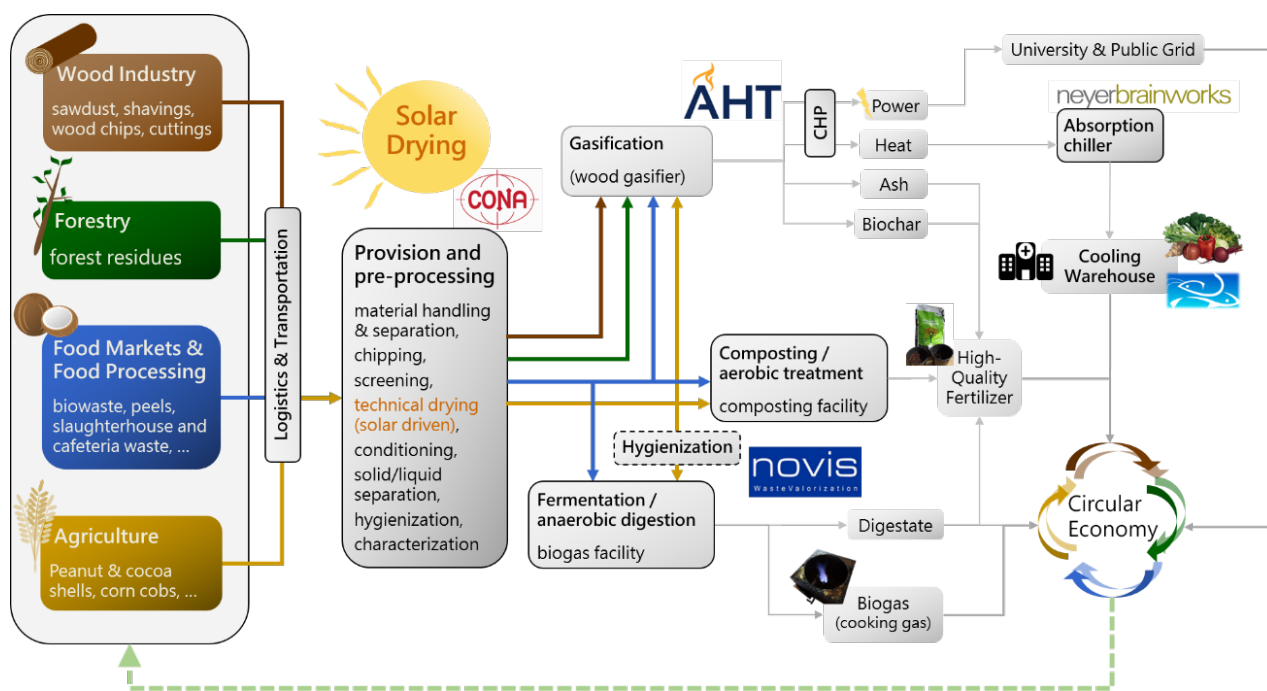 Wood Industry
sawdust, shavings,
wood chips, cuttings
Forestry
forest residues
Food Markets &
Food Processing
biowaste, peels,
slaughterhouse and
cafeteria waste, ...
Agriculture
Peanut & cocoa
shells, corn cobs, ...
Logistics & Transportation
Solar
Drying
CONA
Provision and
pre-processing
material handling
& separation,
chipping,
screening,
technical drying
(solar driven),
conditioning,
solid/liquid
separation,
hygienization,
characterization
Gasification
(wood gasifier)
AHT
CHP
Power
Heat
Ash
Biochar
University & Public Grid
neyerbrainworks
Absorption
chiller
Cooling
Warehouse
Composting /
aerobic treatment
composting facility
High-
Quality
Fertilizer
Hygienization
novis
WasteValorization
Fermentation /
anaerobic digestion
biogas facility
Digestate
Biogas
(cooking gas)
Circular
Economy